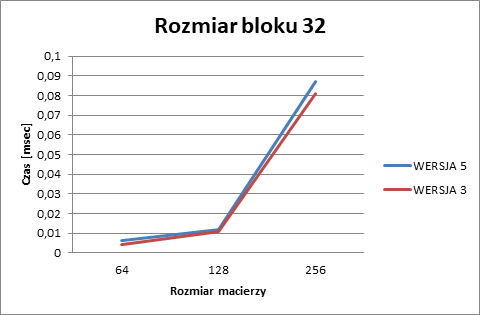 Rozmiar bloku 32
Czas [msec]
0,1
0,09
0,08
0,07
0,06
0,05
0,04
0,03
0,02
0,01
0
64 128 256
Rozmiar macierzy
WERSJA 5
WERSJA 3